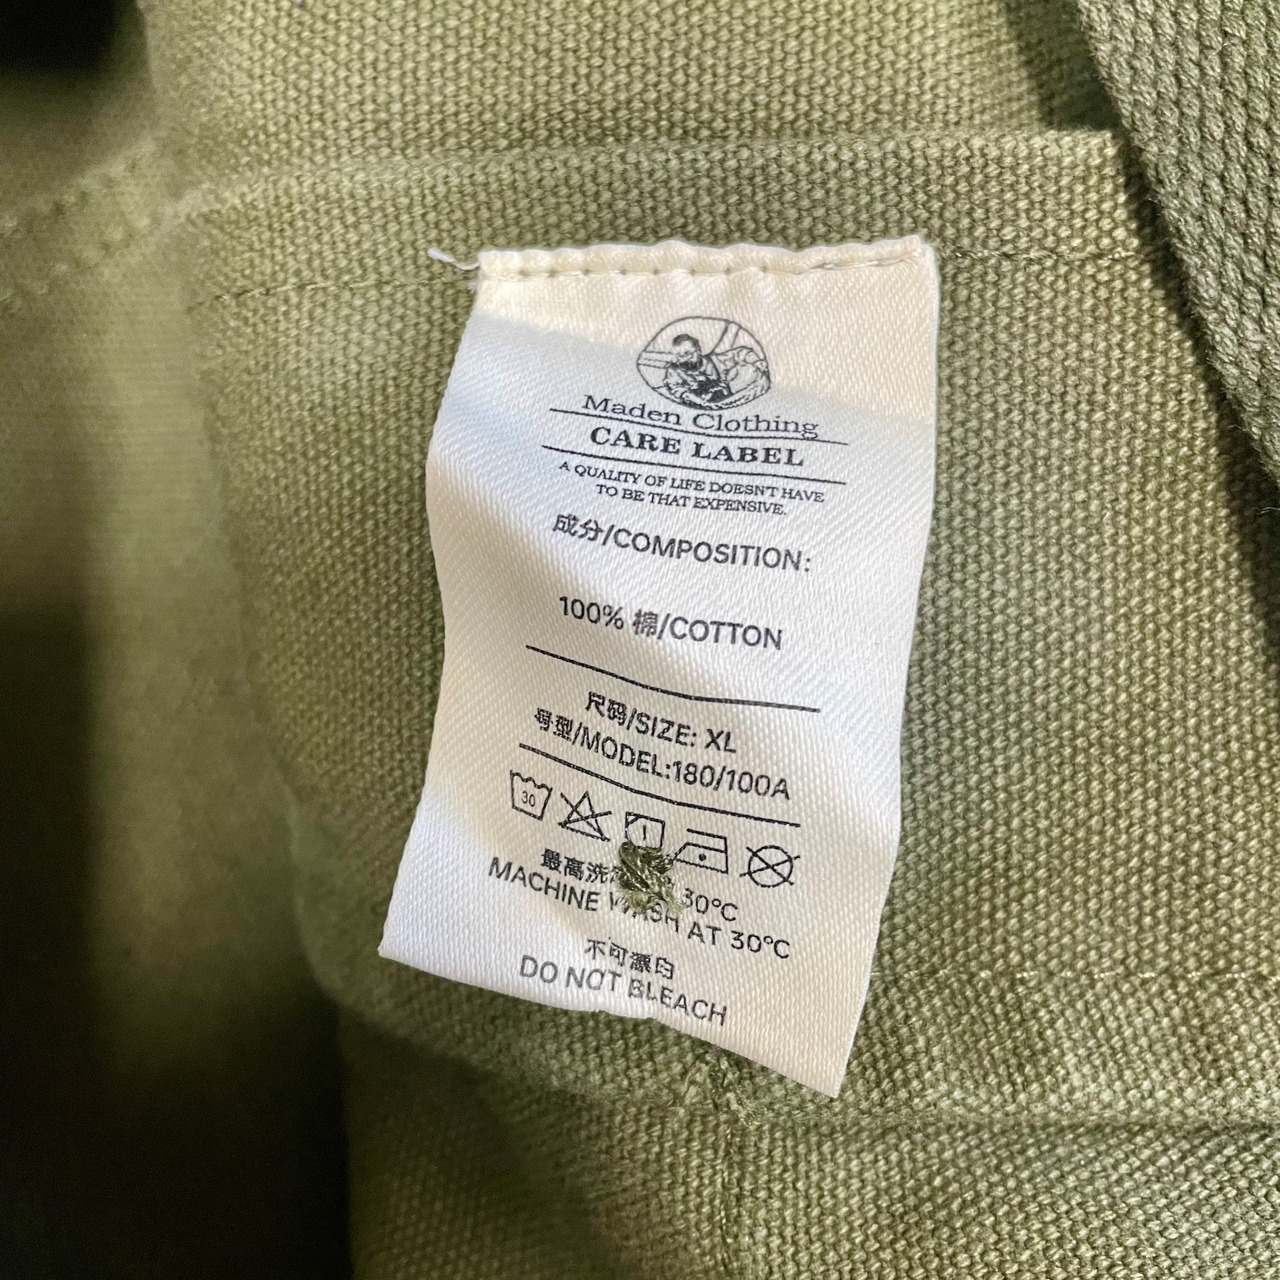 Maden Clothing
CARE LABEL
A QUALITY OF LIFE DOESN'T HAVE
TO BE THAT EXPENSIVE.
成分/COMPOSITION:
100% 棉/COTTON
尺码/SIZE: XL
号型/MODEL:180/100A
30
最高洗 30°C
MACHINE WASH AT 30°C
不可漂白
DO NOT BLEACH